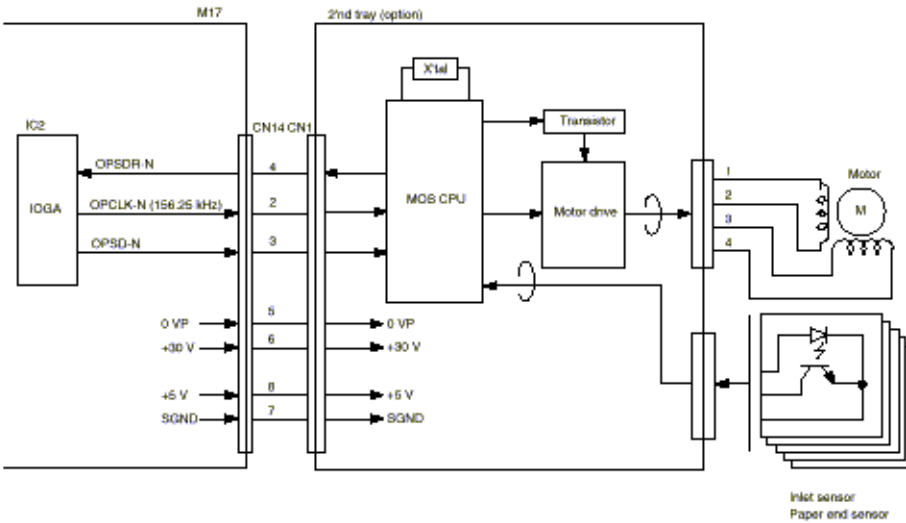 M17
2'nd tray (option)
X'tal
IC2
CN14 CN1
Transistor
OPSDR-N
4
IOGA
OPCLK-N (156.25 kHz)
2
MOS CPU
Motor drive
OPSD-N
3
1
2
3
4
Motor
M
0 VP
5
0 VP
+30 V
6
+30 V
+5 V
8
+5 V
SGND
7
SGND
Inlet sensor
Paper end sensor